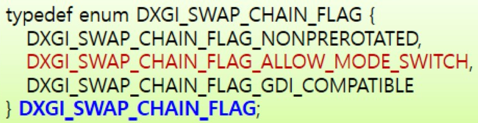 typedef enum DXGI_SWAP_CHAIN_FLAG {
DXGI_SWAP_CHAIN_FLAG_NONPREROTATED,
DXGI_SWAP_CHAIN_FLAG_ALLOW_MODE_SWITCH,
DXGI_SWAP_CHAIN_FLAG_GDI_COMPATIBLE
} DXGI_SWAP_CHAIN_FLAG;